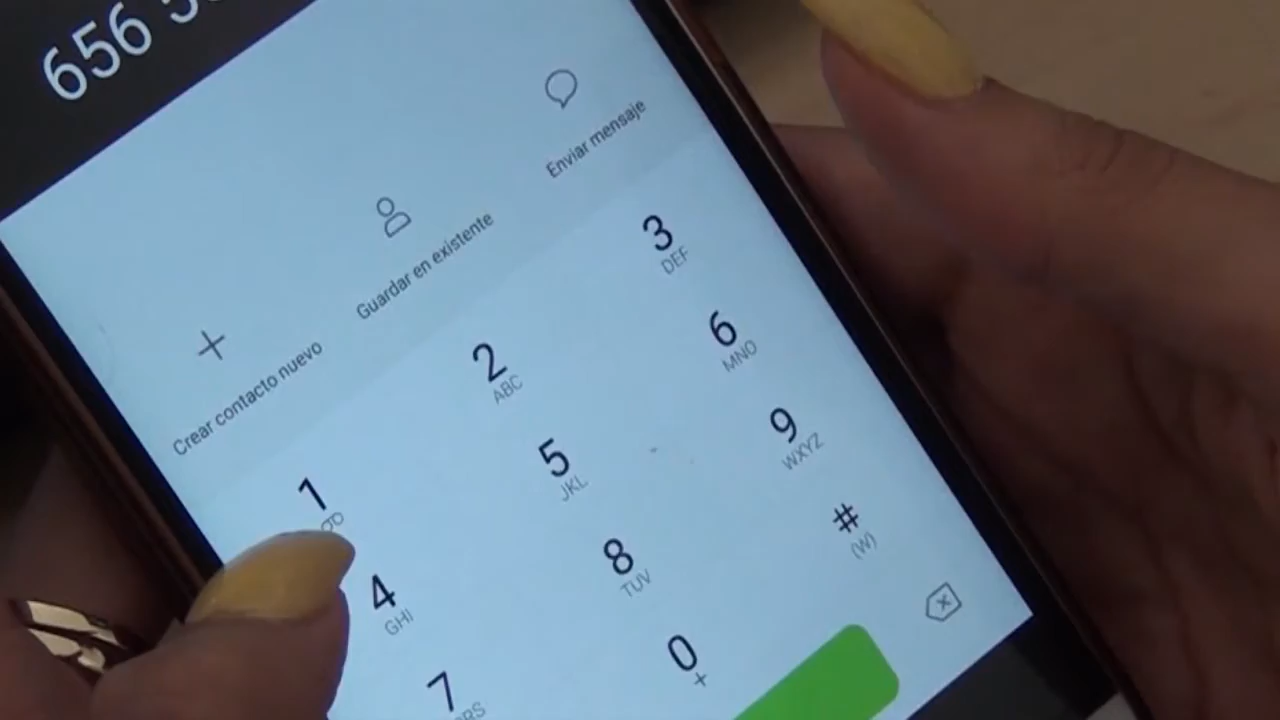 656 5
Enviar mensaje
Guardar en existente
Crear contacto nuevo
1
2 ABC
3 DEF
4 GHI
5 JKL
6 MNO
7
8 TUV
9 WXYZ
0 +
# (W)